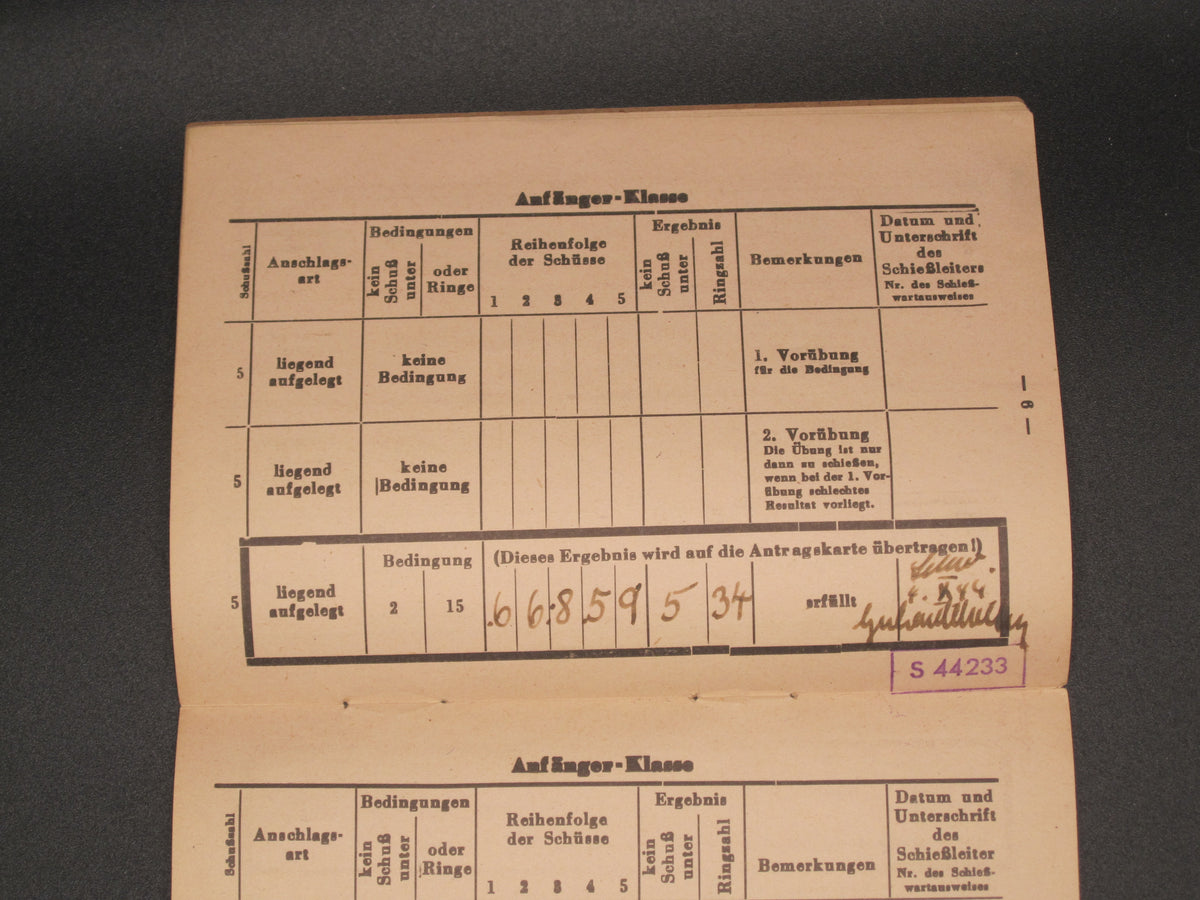 Anfänger-Klasse
Schußzahl
Anschlags-
art
Bedingungen
kein
Schuß
unter
oder
Ringe
Reihenfolge
der Schüsse
1 2 3 4 5
Ergebnis
kein
Schuß
unter
Ringzahl
Bemerkungen
Datum und
Unterschrift
des
Schießleiters
Nr. des Schieß-
wartausweises
5
liegend
aufgelegt
keine
Bedingung
1. Vorübung
für die Bedingung
5
liegend
aufgelegt
keine
Bedingung
2. Vorübung
Die Übung ist nur
dann zu schießen,
wenn bei der 1. Vor-
übung schlechtes
Resultat vorliegt.
— 6 —
5
liegend
aufgelegt
Bedingung
2 15
(Dieses Ergebnis wird auf die Antragskarte übertragen!)
6 6 8 5 9 5 34
erfüllt
S 44233
Anfänger-Klasse
Schußzahl
Anschlags-
art
Bedingungen
kein
Schuß
unter
oder
Ringe
Reihenfolge
der Schüsse
1 2 3 4 5
Ergebnis
kein
Schuß
unter
Ringzahl
Bemerkungen
Datum und
Unterschrift
des
Schießleiter
Nr. des Schieß-
wartausweises